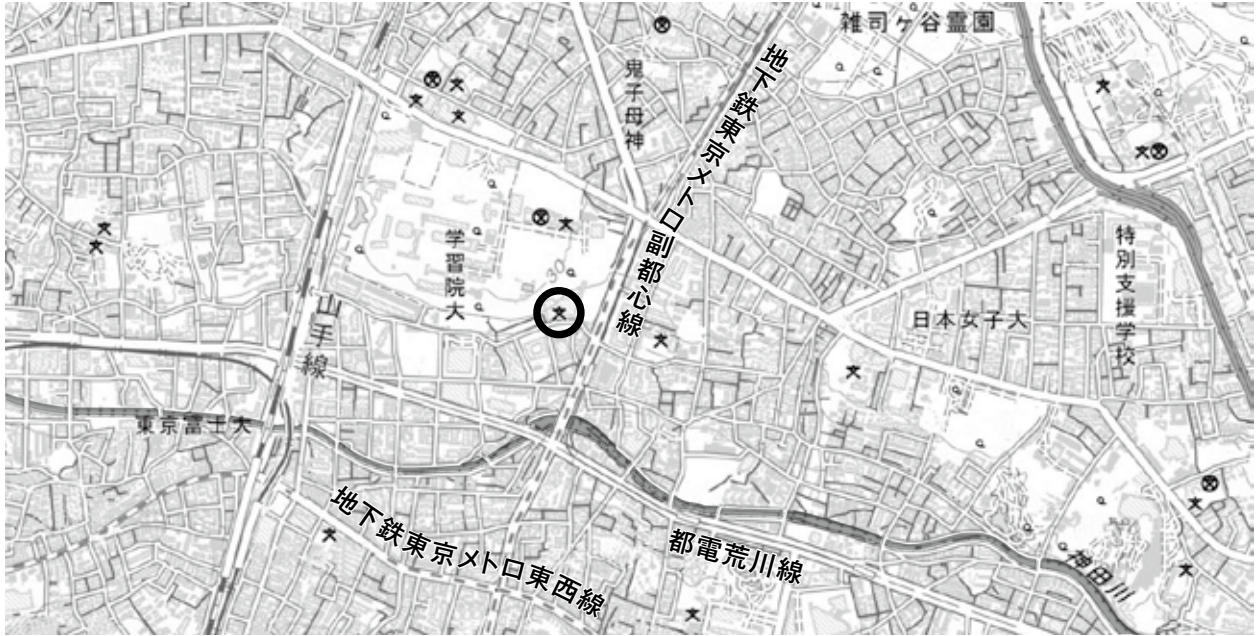 雑司ヶ谷霊園
鬼子母神
地下鉄東京メトロ副都心線
学習院大
特別支援学校
山手線
日本女子大
東京富士大
地下鉄東京メトロ東西線
都電荒川線
神田川